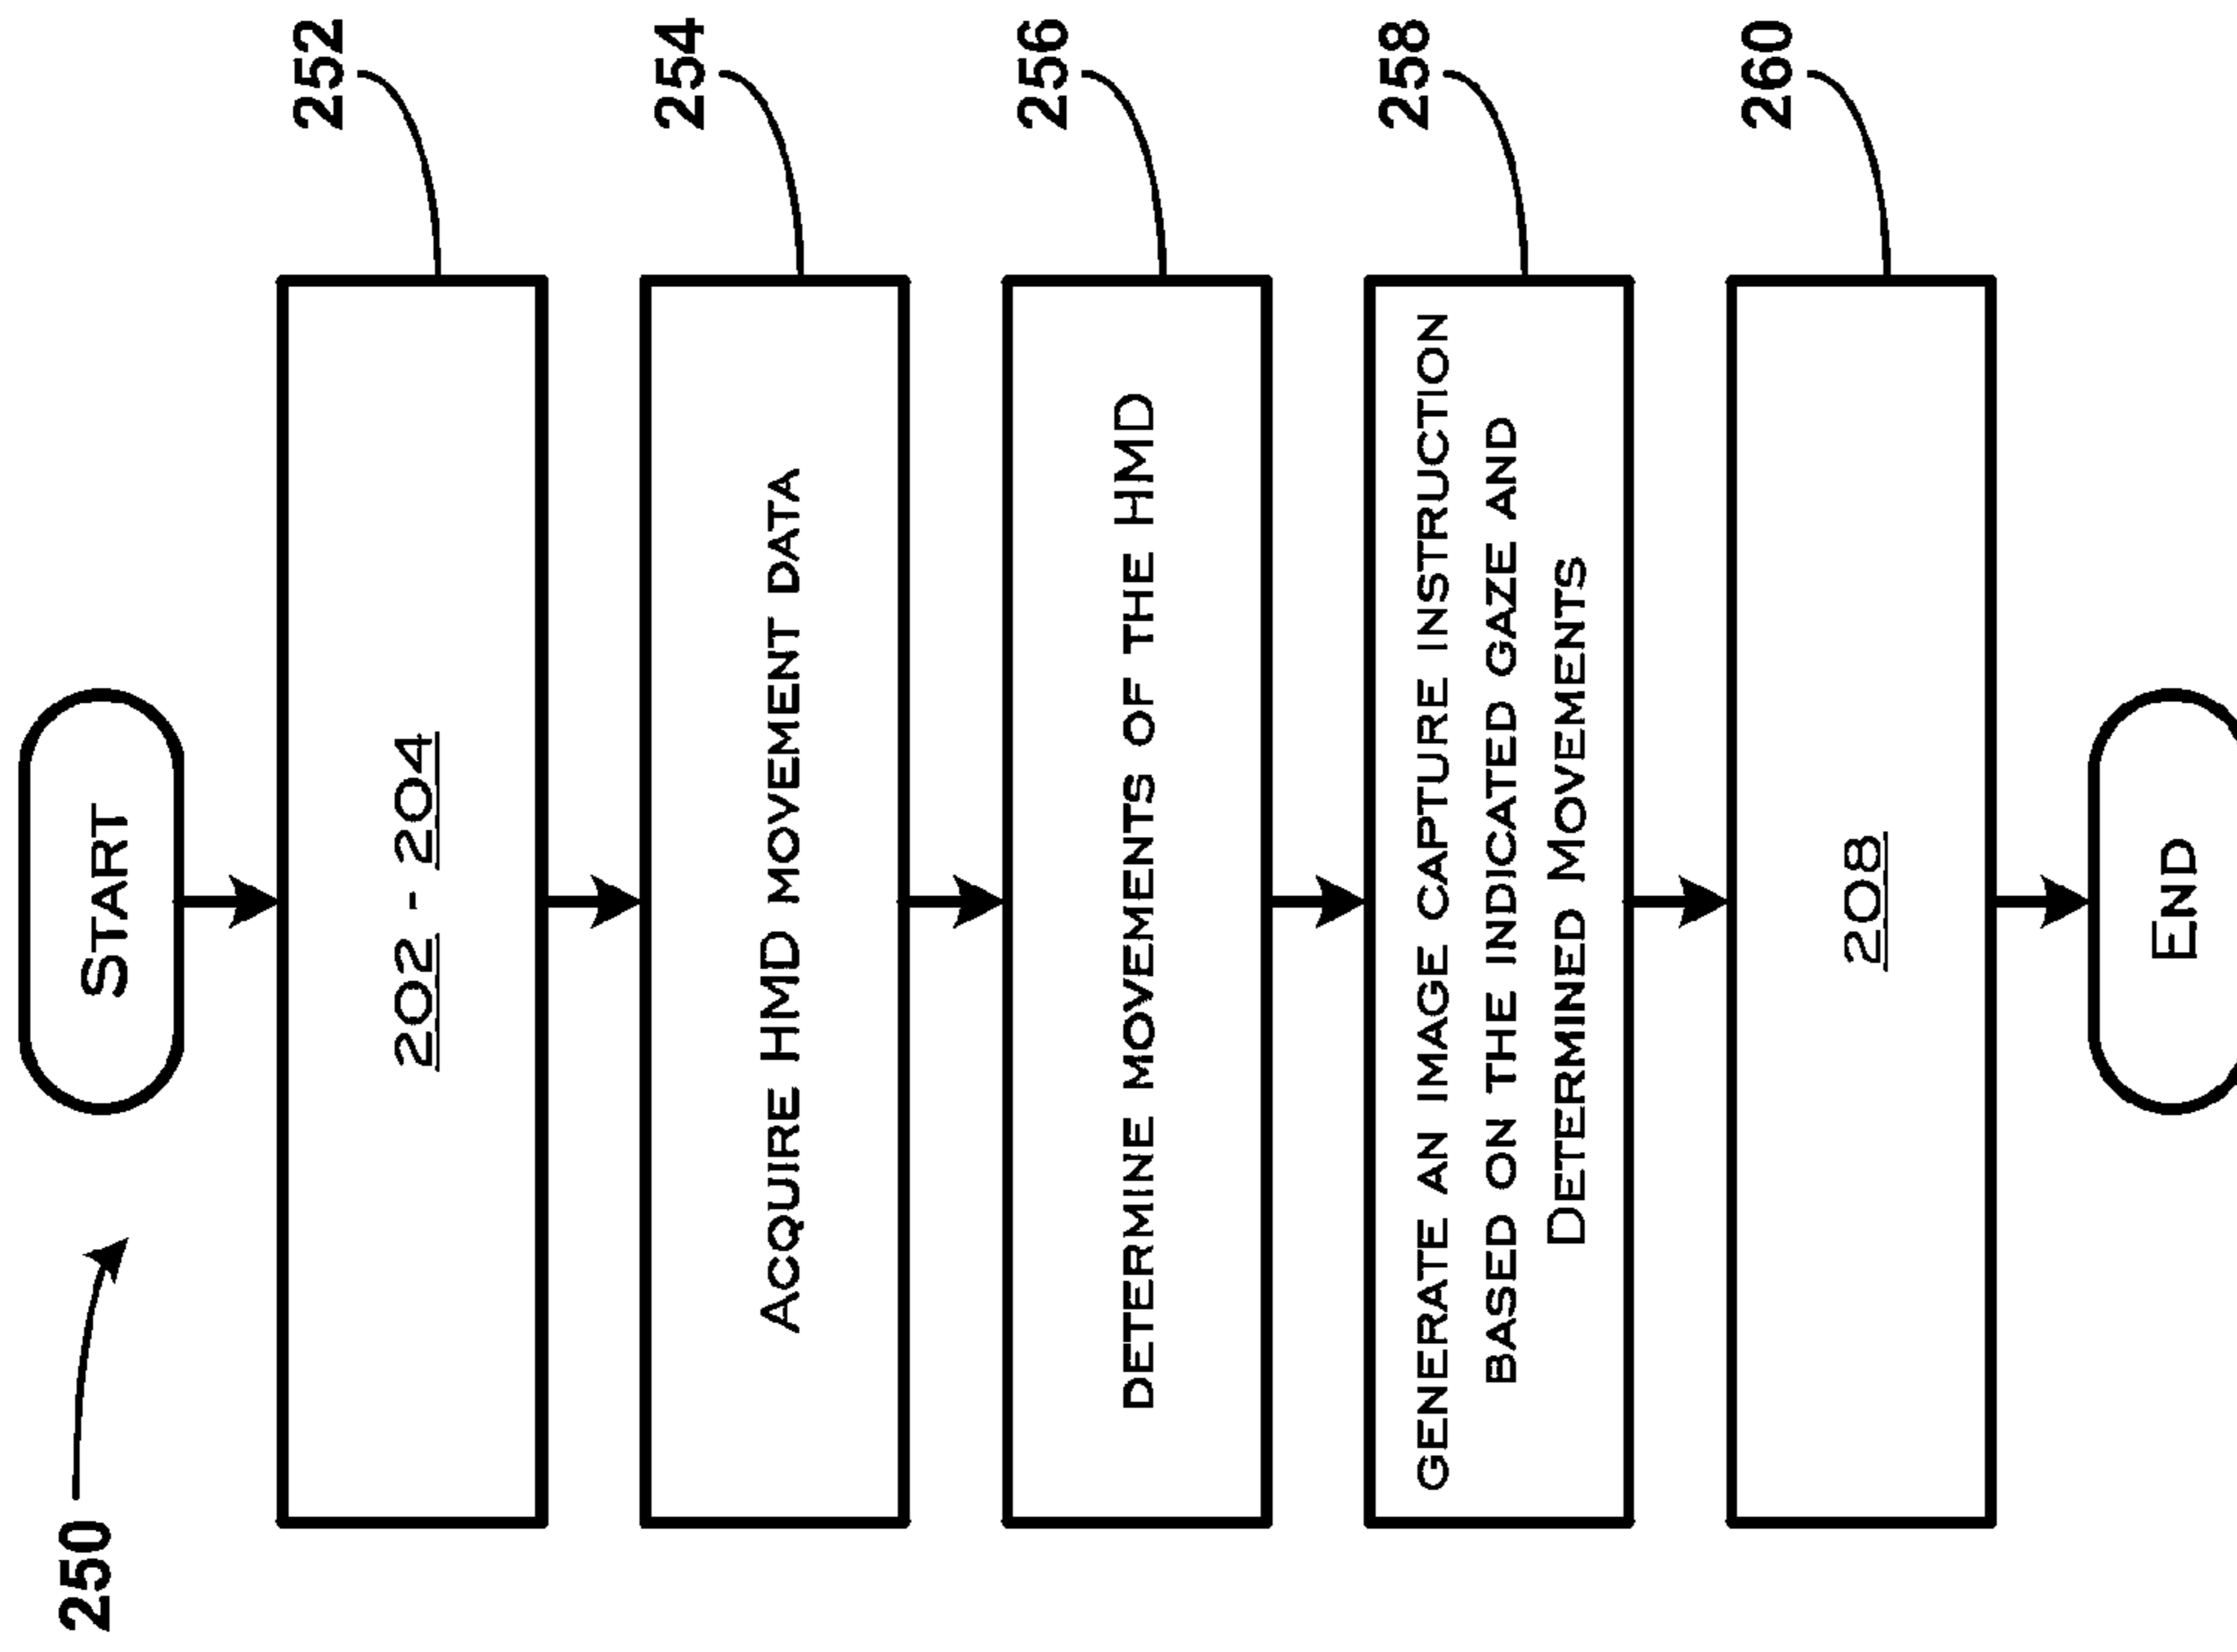 250
START
202 - 204
252
ACQUIRE HMD MOVEMENT DATA
254
DETERMINE MOVEMENTS OF THE HMD
256
GENERATE AN IMAGE CAPTURE INSTRUCTION
BASED ON THE INDICATED GAZE AND
DETERMINED MOVEMENTS
258
208
260
END